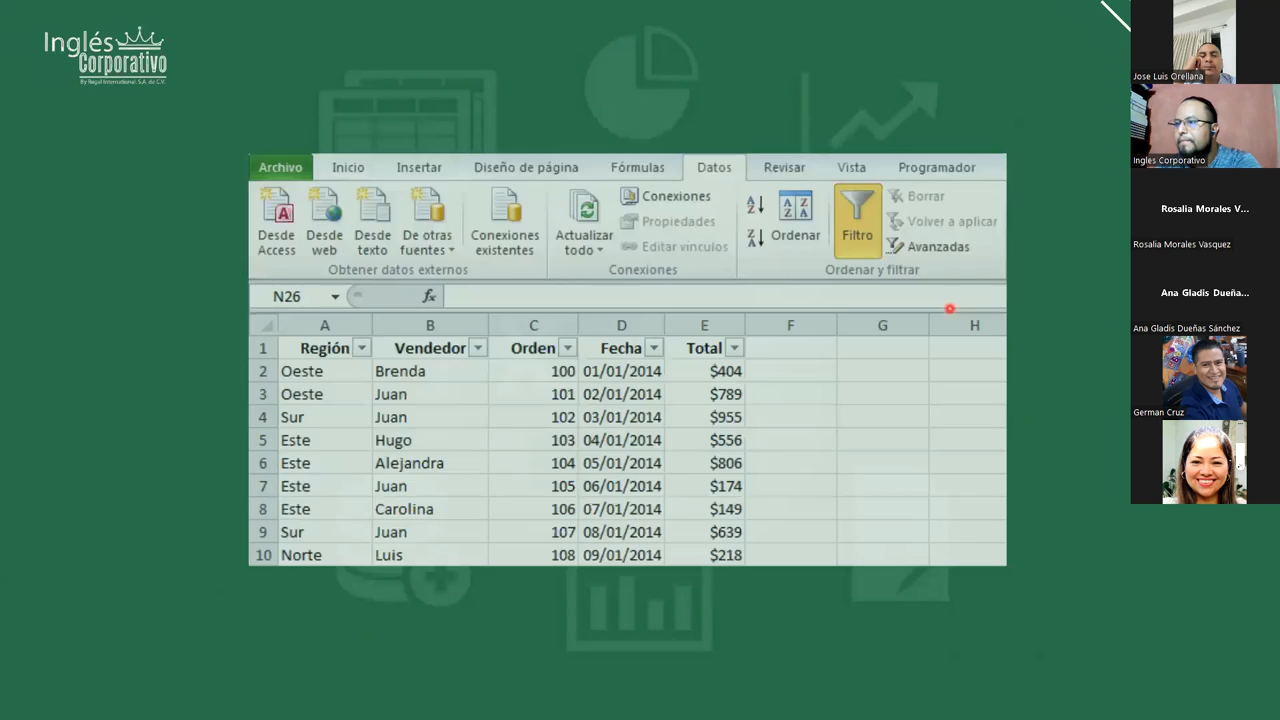 Inglés
Corporativo
By Regal International, S.A. de C.V.
Archivo Inicio Insertar Diseño de página Fórmulas Datos Revisar Vista Programador
Desde Access
Desde web
Desde texto
De otras fuentes
Conexiones existentes
Obtener datos externos
Actualizar todo
Conexiones
Propiedades
Editar vínculos
Conexiones
Ordenar
Filtro
Borrar
Volver a aplicar
Avanzadas
Ordenar y filtrar
N26 fx
A B C D E F G H
1 Región Vendedor Orden Fecha Total
2 Oeste Brenda 100 01/01/2014 $404
3 Oeste Juan 101 02/01/2014 $789
4 Sur Juan 102 03/01/2014 $955
5 Este Hugo 103 04/01/2014 $556
6 Este Alejandra 104 05/01/2014 $806
7 Este Juan 105 06/01/2014 $174
8 Este Carolina 106 07/01/2014 $149
9 Sur Juan 107 08/01/2014 $639
10 Norte Luis 108 09/01/2014 $218
Jose Luis Orellana
Ingles Corporativo
Rosalia Morales V...
Rosalia Morales Vasquez
Ana Gladis Dueña...
Ana Gladis Dueñas Sánchez
German Cruz